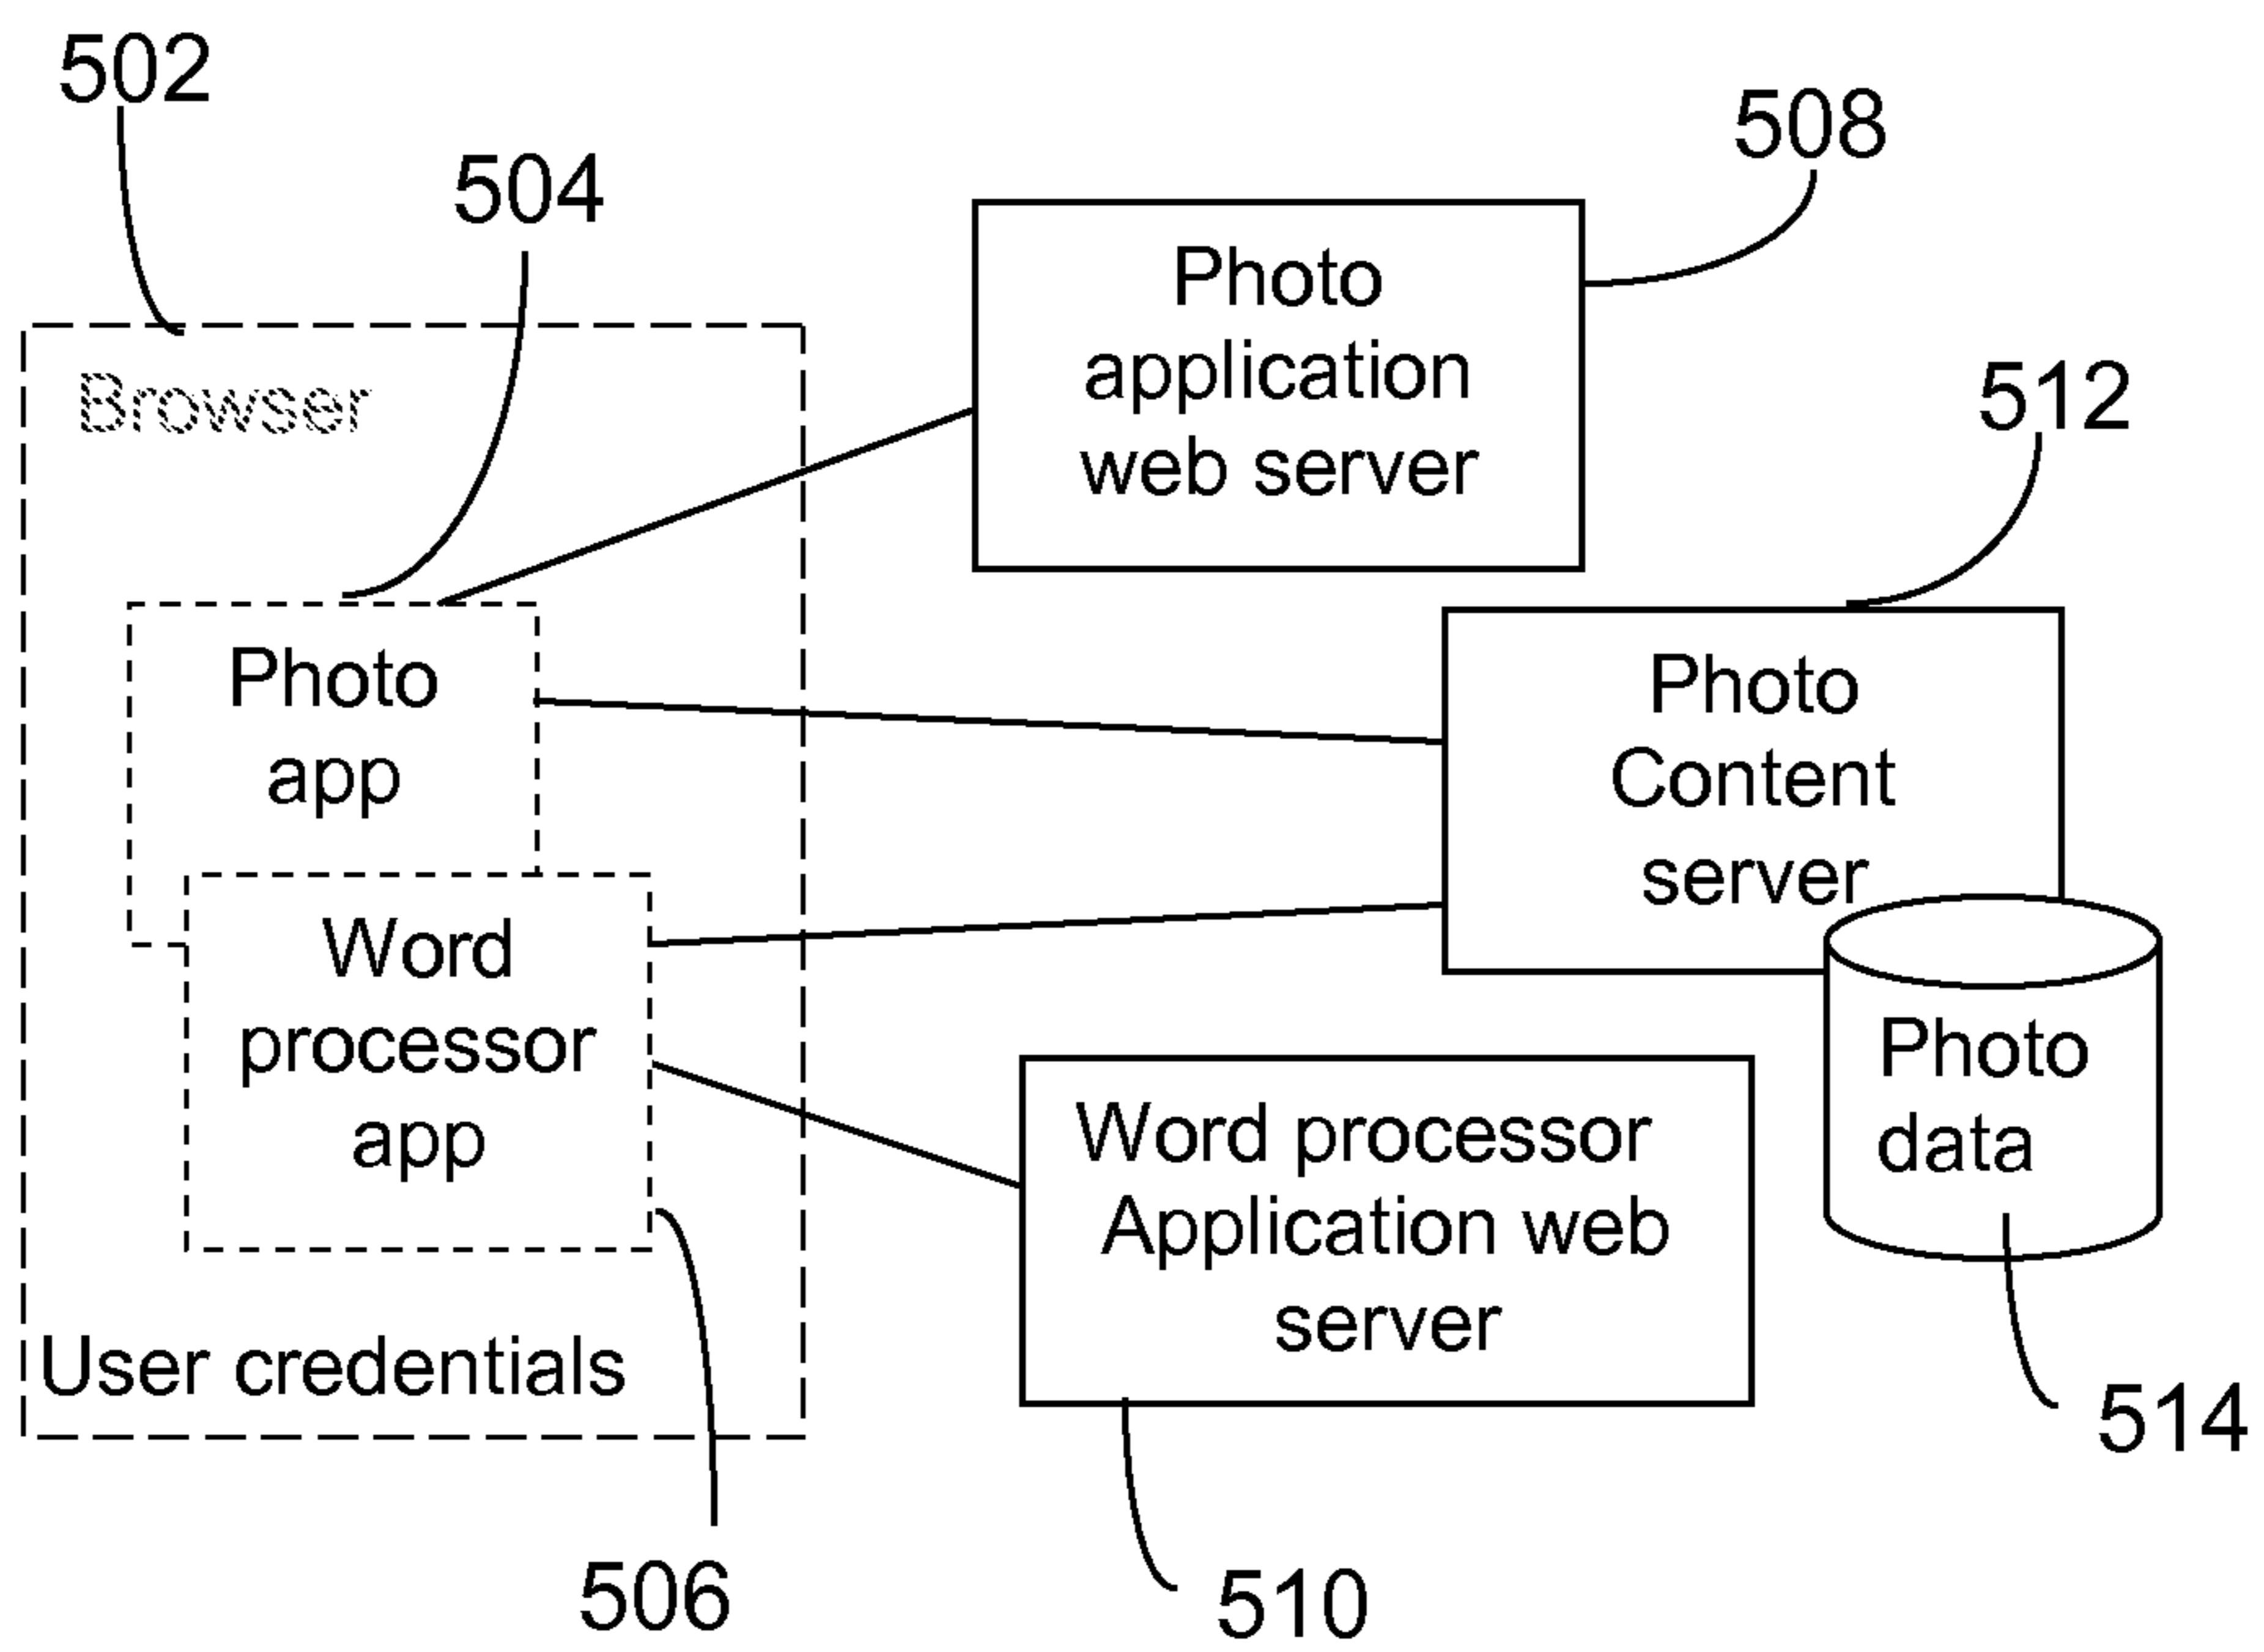 502
504
508
512
Browser
Photo
application
web server
Photo
app
Photo
Content
server
Word
processor
app
Photo
data
Word processor
Application web
server
User credentials
514
506
510